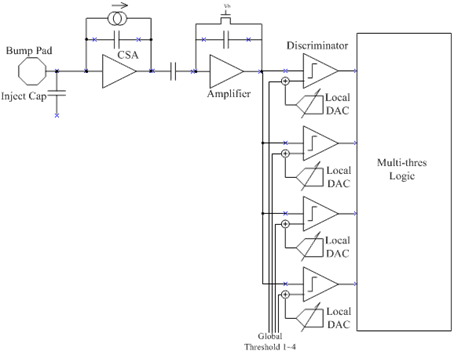 Vb
Bump Pad
CSA
Discriminator
Inject Cap
Amplifier
Local
DAC
Local
DAC
Multi-thres
Logic
Local
DAC
Local
DAC
Global
Threshold 1~4